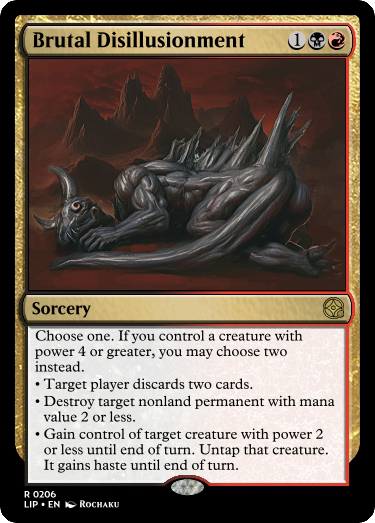 Brutal Disillusionment 1
Sorcery
Choose one. If you control a creature with
power 4 or greater, you may choose two
instead.
• Target player discards two cards.
• Destroy target nonland permanent with mana
value 2 or less.
• Gain control of target creature with power 2
or less until end of turn. Untap that creature.
It gains haste until end of turn.
R 0206
LIP • EN Rochaku